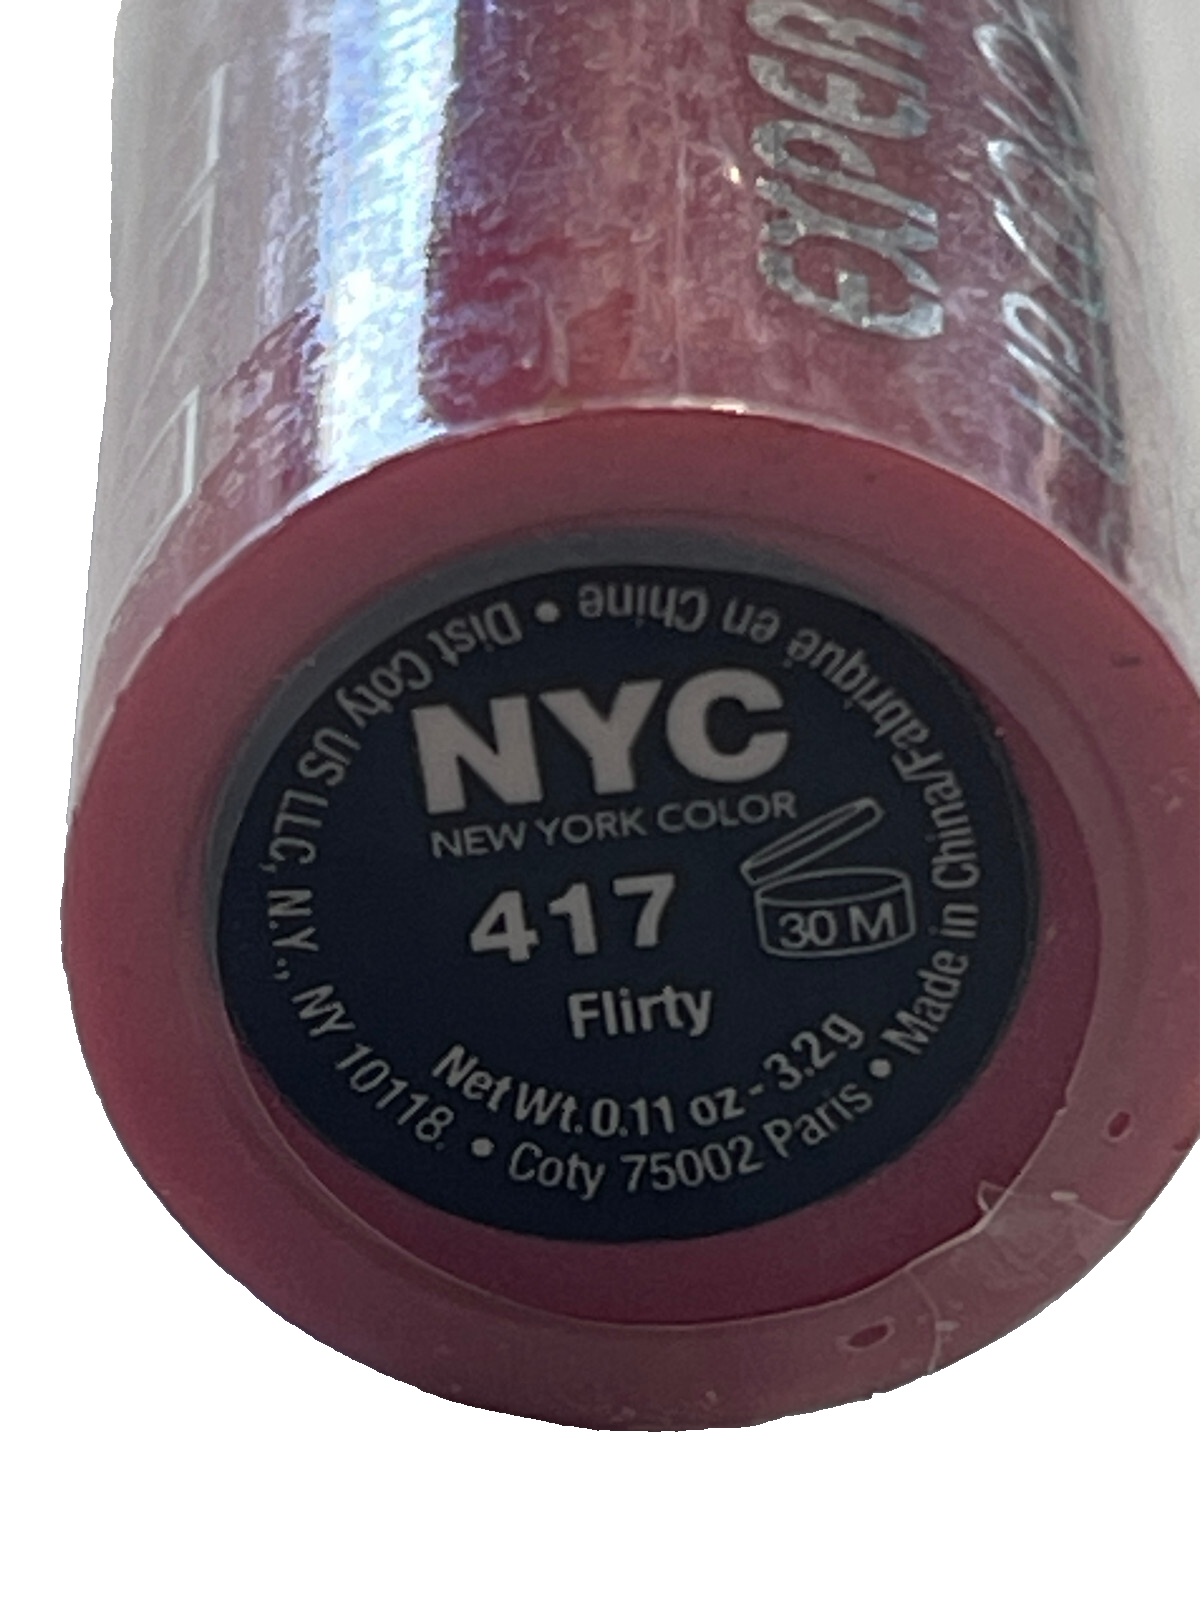 NYC
NEW YORK COLOR
417
30 M
Flirty
Net Wt. 0.11 oz - 3.2g
Dist Coty US LLC, N.Y., NY 10118. • Coty 75002 Paris • Made in China/Fabriqué en Chine •